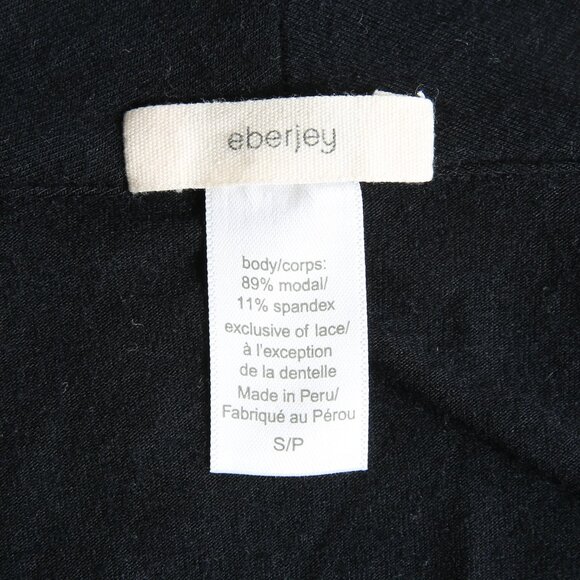 eberjey
body/corps:
89% modal/
11% spandex
exclusive of lace/
à l'exception
de la dentelle
Made in Peru/
Fabriqué au Pérou
S/P